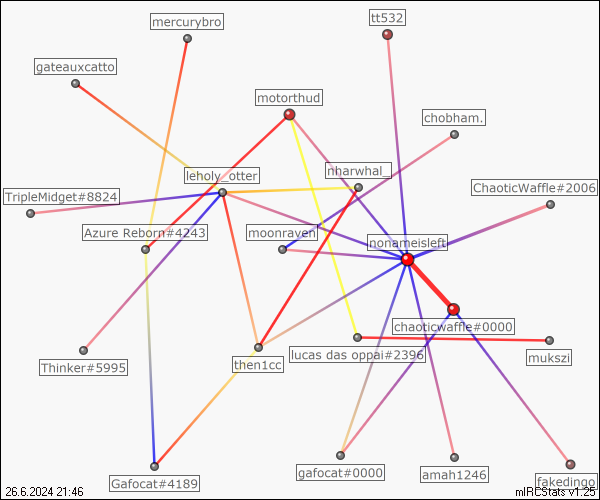 tt532
mercurybro
gateauxcatto
motorthud
chobham.
leholy_otter
nharwhal_
TripleMidget#8824
ChaoticWaffle#2006
Azure Reborn#4243
moonraven
nonameisleft
chaoticwaffle#0000
Thinker#5995
then1cc
lucas das oppai#2396
mukszi
Gafocat#4189
gafocat#0000
amah1246
fakedingo
26.6.2024 21:46
mIRCStats v1.25